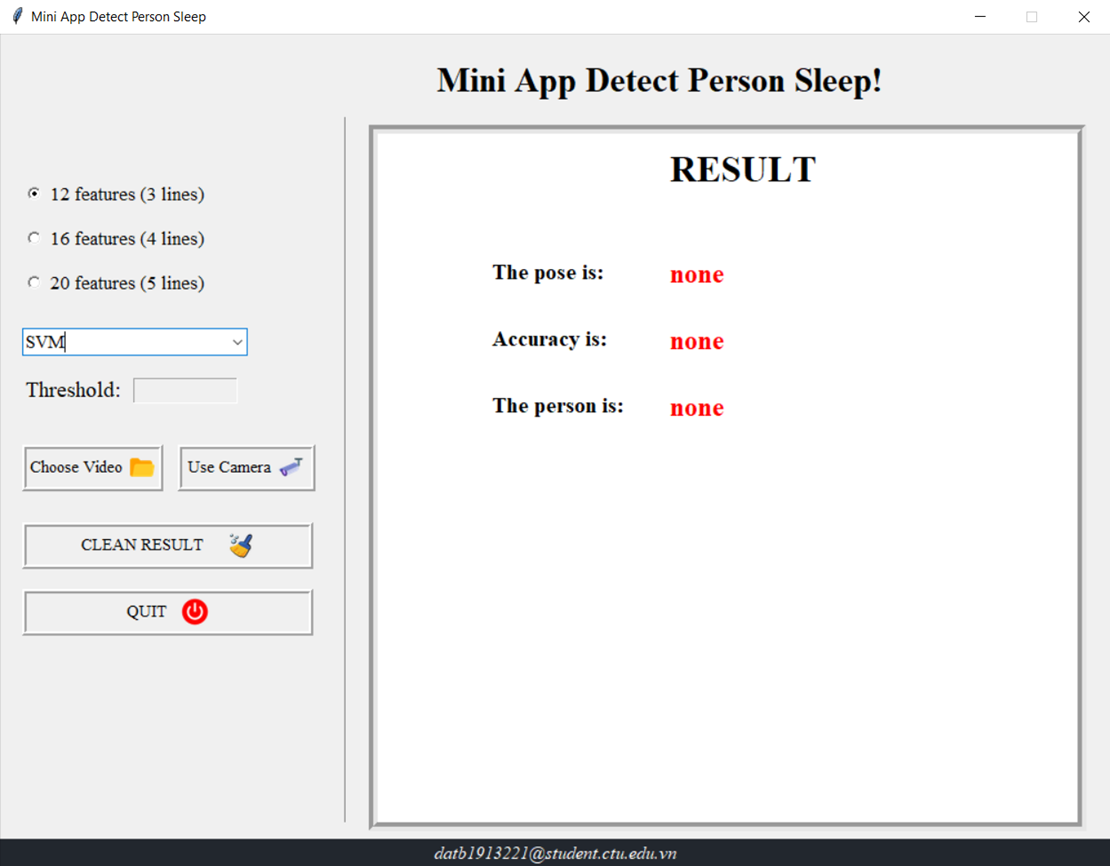 Mini App Detect Person Sleep
Mini App Detect Person Sleep!
12 features (3 lines)
16 features (4 lines)
20 features (5 lines)
SVM
Threshold:
Choose Video
Use Camera
CLEAN RESULT
QUIT
RESULT
The pose is: none
Accuracy is: none
The person is: none
datb1913221@student.ctu.edu.vn